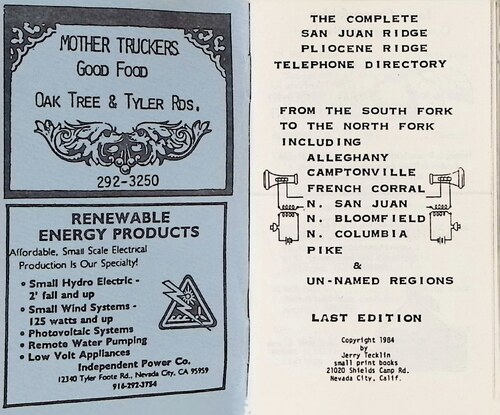 MOTHER TRUCKERS
GOOD FOOD
OAK TREE & TYLER RDS.
292-3250
RENEWABLE
ENERGY PRODUCTS
Affordable, Small Scale Electrical
Production Is Our Specialty!
• Small Hydro Electric -
2' fall and up
• Small Wind Systems -
125 watts and up
• Photovoltaic Systems
• Remote Water Pumping
• Low Volt Appliances
Independent Power Co.
12340 Tyler Foote Rd., Nevada City, CA 95959
916-292-3754
THE COMPLETE
SAN JUAN RIDGE
PLIOCENE RIDGE
TELEPHONE DIRECTORY
FROM THE SOUTH FORK
TO THE NORTH FORK
INCLUDING
ALLEGHANY
CAMPTONVILLE
FRENCH CORRAL
N. SAN JUAN
N. BLOOMFIELD
N. COLUMBIA
PIKE
&
UN-NAMED REGIONS
LAST EDITION
Copyright 1984
by
Jerry Tecklin
small print books
21020 Shields Camp Rd.
Nevada City, Calif.